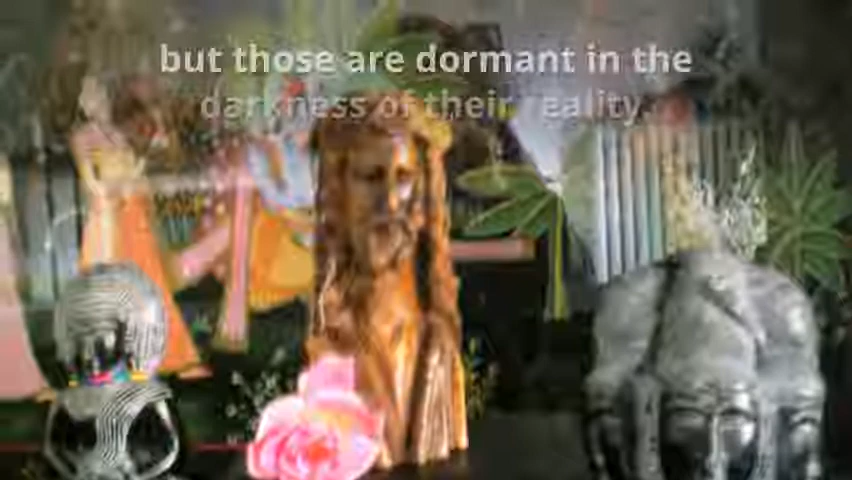 but those are dormant in the
darkness of their reality.